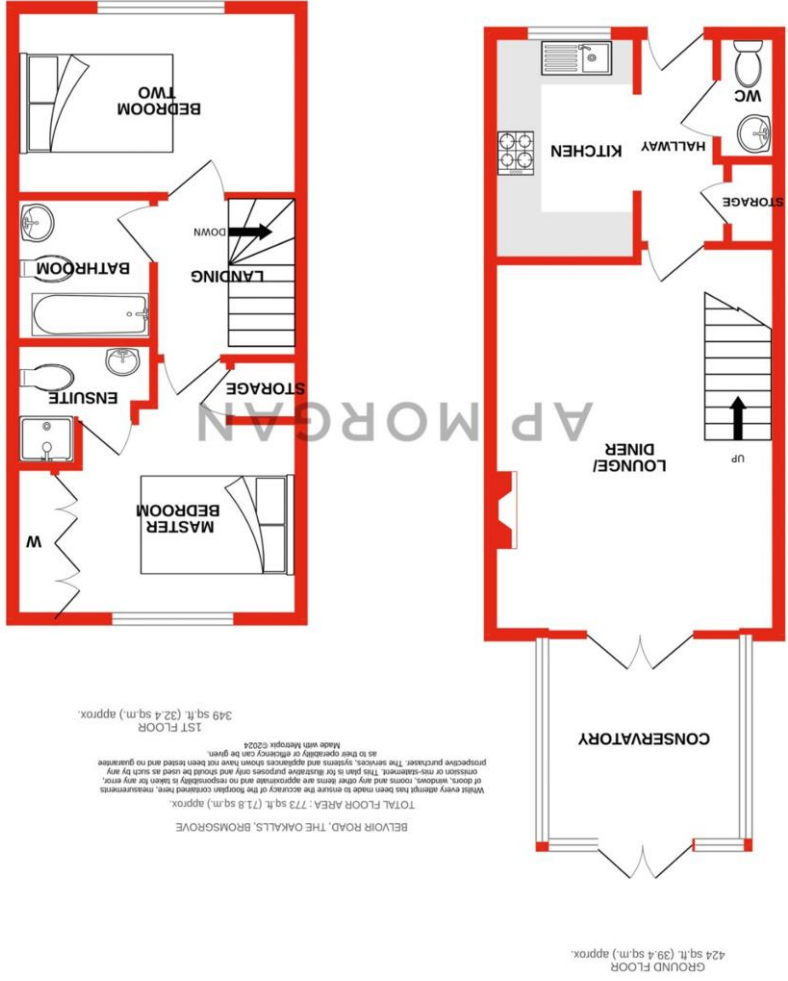 GROUND FLOOR
424 sq.ft. (39.4 sq.m.) approx.
CONSERVATORY
LOUNGE/
DINER
UP
STORAGE
HALLWAY
KITCHEN
WC
1ST FLOOR
349 sq.ft. (32.4 sq.m.) approx.
W
MASTER
BEDROOM
ENSUITE
STORAGE
BATHROOM
LANDING
DOWN
BEDROOM
TWO
AP MORGAN
BELVOIR ROAD, THE OAKALLS, BROMSGROVE
TOTAL FLOOR AREA : 773 sq.ft. (71.8 sq.m.) approx.
Whilst every attempt has been made to ensure the accuracy of the floorplan contained here, measurements
of doors, windows, rooms and any other items are approximate and no responsibility is taken for any error,
omission or mis-statement. This plan is for illustrative purposes only and should be used as such by any
prospective purchaser. The services, systems and appliances shown have not been tested and no guarantee
as to their operability or efficiency can be given.
Made with Metropix ©2024